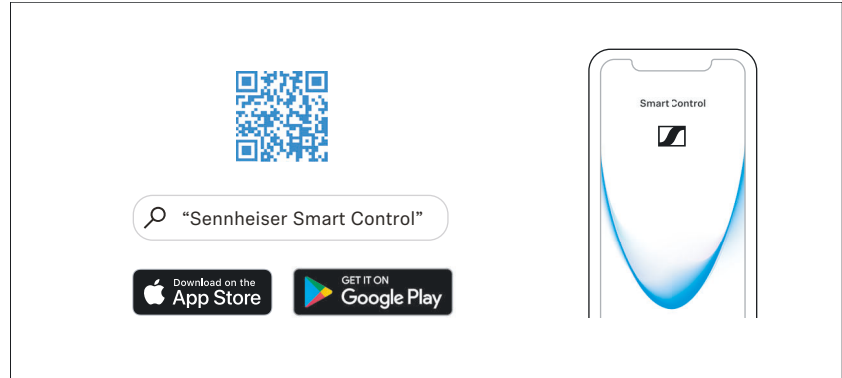 “Sennheiser Smart Control”
Download on the
App Store
GET IT ON
Google Play
Smart Control